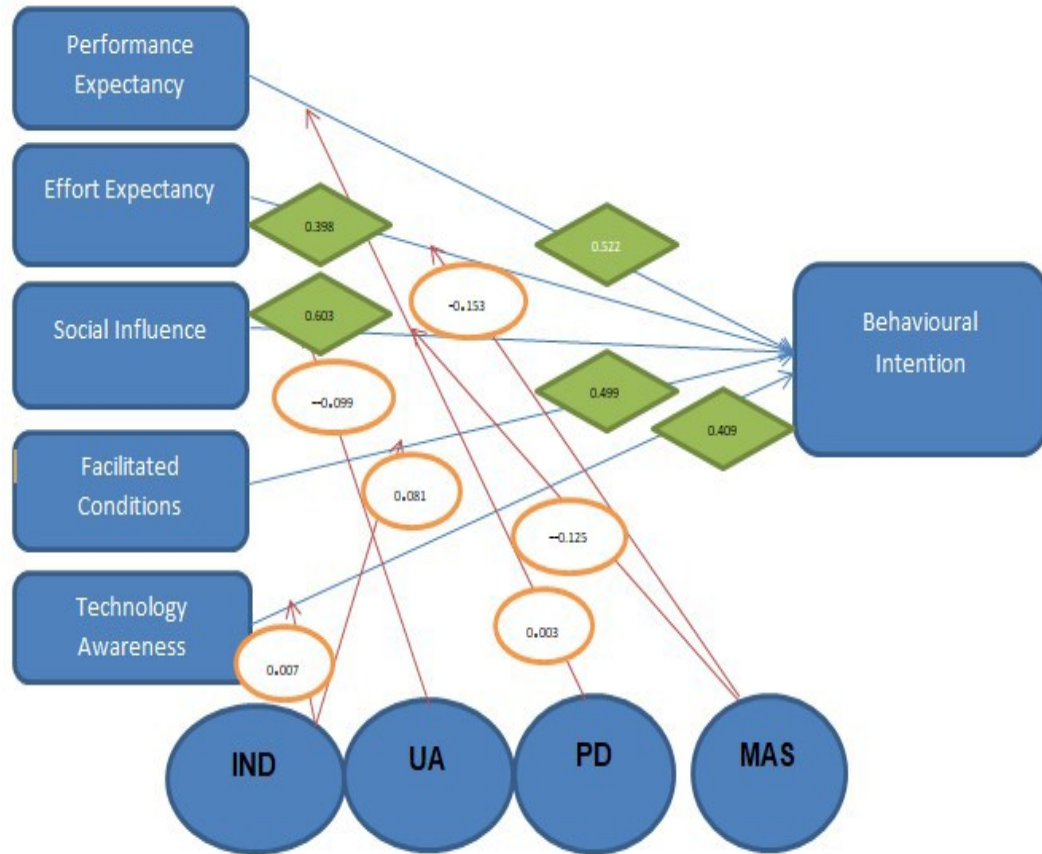 Performance
Expectancy
Effort Expectancy
0.398
0.522
-0.153
Social Influence
0.603
Behavioural
Intention
--0.099
0.499
0.409
Facilitated
Conditions
0.081
--0.125
Technology
Awareness
0.003
0.007
IND
UA
PD
MAS